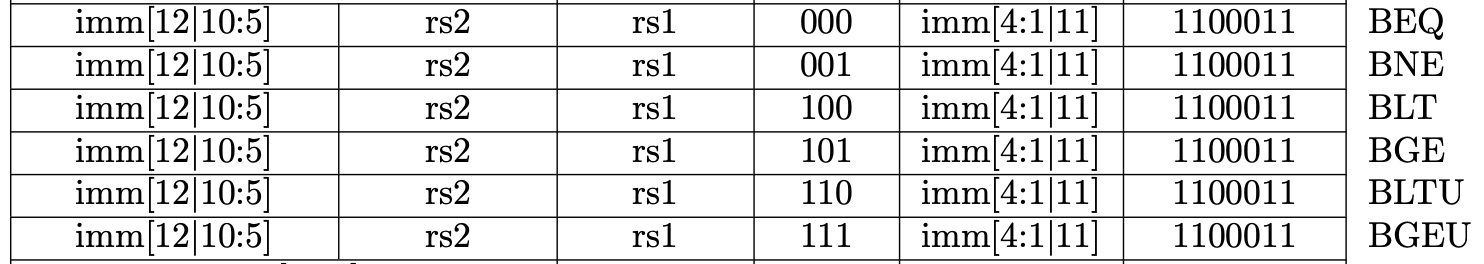 imm[12|10:5] rs2 rs1 000 imm[4:1|11] 1100011 BEQ
imm[12|10:5] rs2 rs1 001 imm[4:1|11] 1100011 BNE
imm[12|10:5] rs2 rs1 100 imm[4:1|11] 1100011 BLT
imm[12|10:5] rs2 rs1 101 imm[4:1|11] 1100011 BGE
imm[12|10:5] rs2 rs1 110 imm[4:1|11] 1100011 BLTU
imm[12|10:5] rs2 rs1 111 imm[4:1|11] 1100011 BGEU